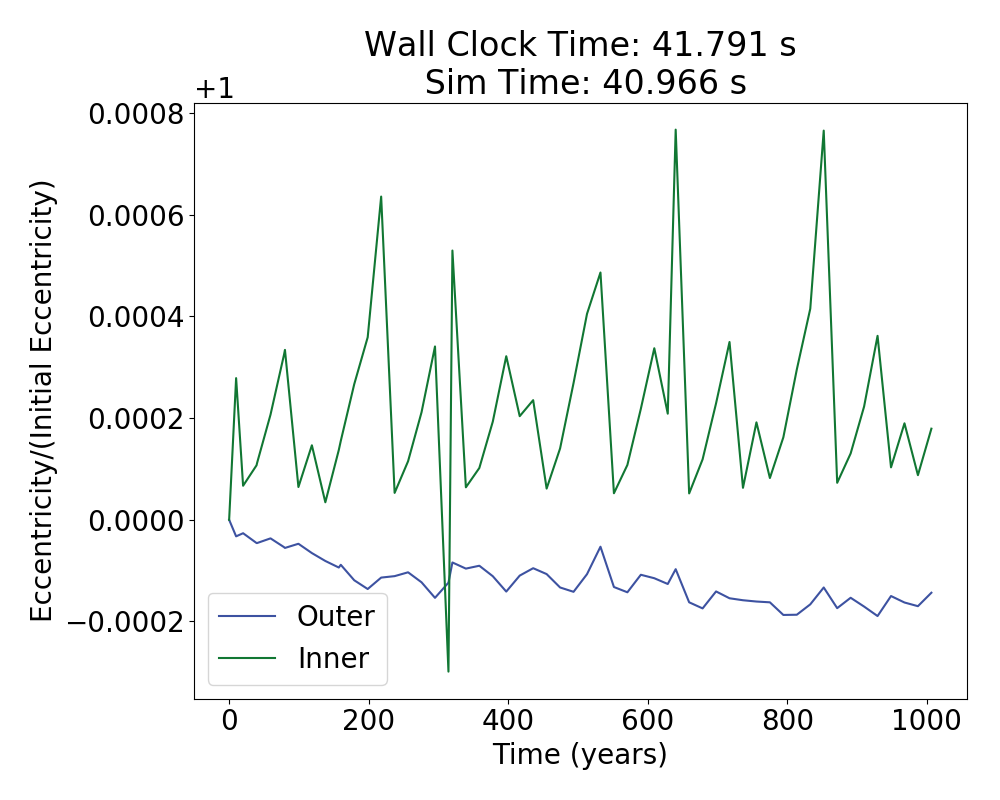 Wall Clock Time: 41.791 s
Sim Time: 40.966 s
+1
0.0008
0.0006
0.0004
0.0002
0.0000
−0.0002
Eccentricity/(Initial Eccentricity)
Outer
Inner
0
200
400
600
800
1000
Time (years)